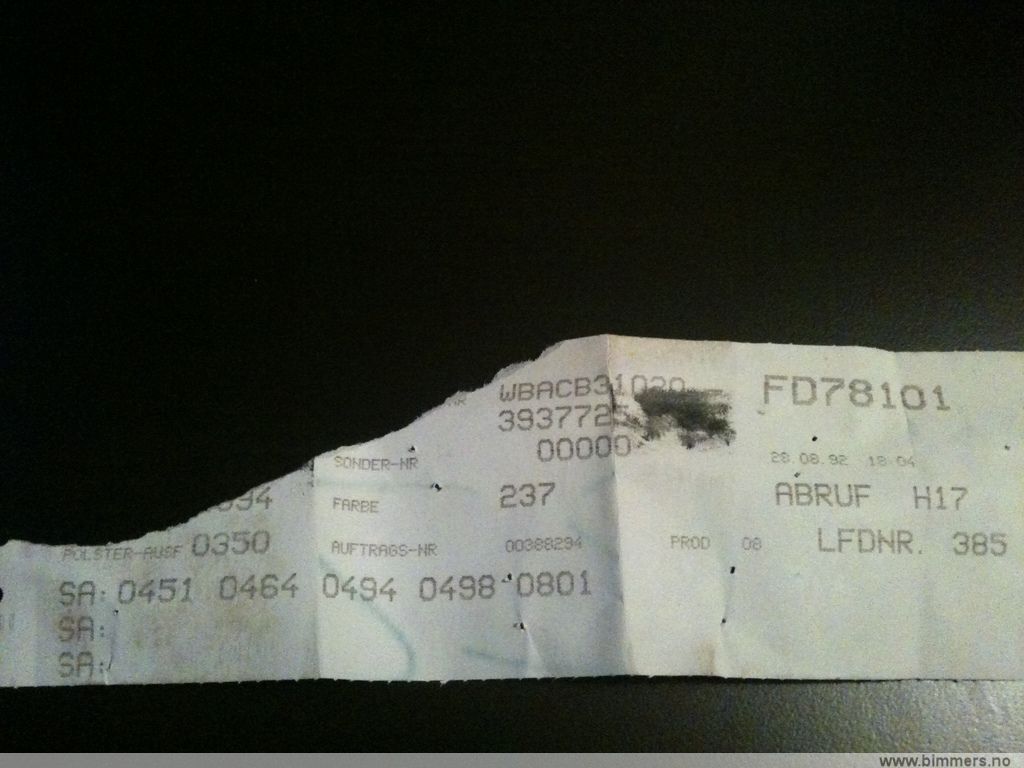 WBACB31020 FD78101
3937725
00000
SONDER-NR 28.08.92 18:04
FARBE 237 ABRUF H17
POLSTER-AUSF 0350 AUFTRAGS-NR 00388294 PROD 08 LFDNR. 385
SA: 0451 0464 0494 0498 0801
SA:
SA:
www.bimmers.no